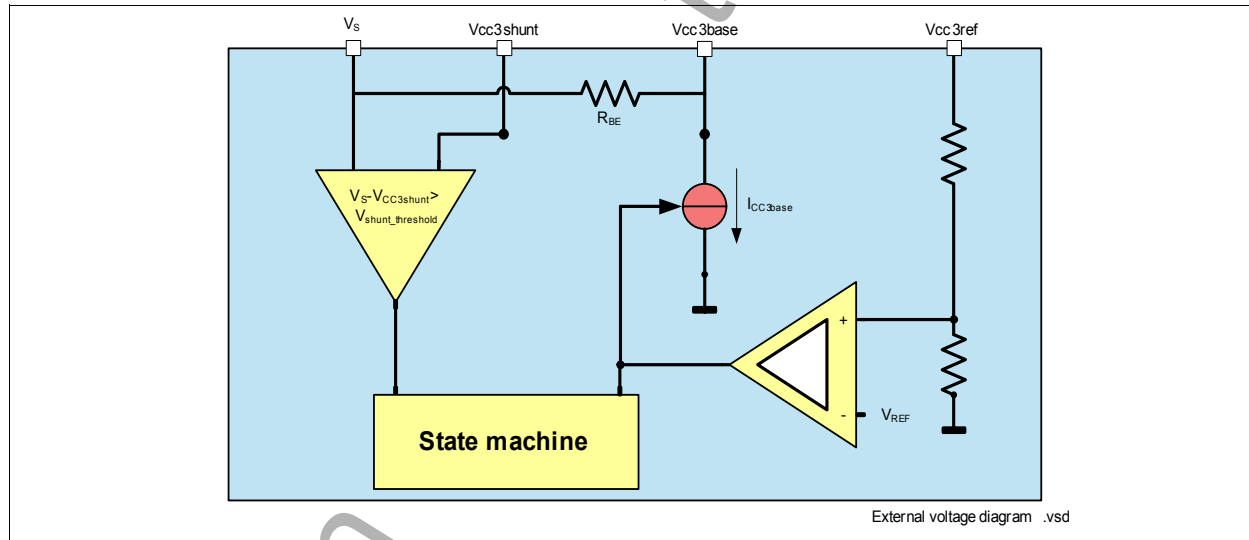 VS
Vcc3shunt
Vcc3base
Vcc3ref
RBE
VS-VCC3shunt>
Vshunt_threshold
ICC3base
+
-
VREF
State machine
External voltage diagram .vsd